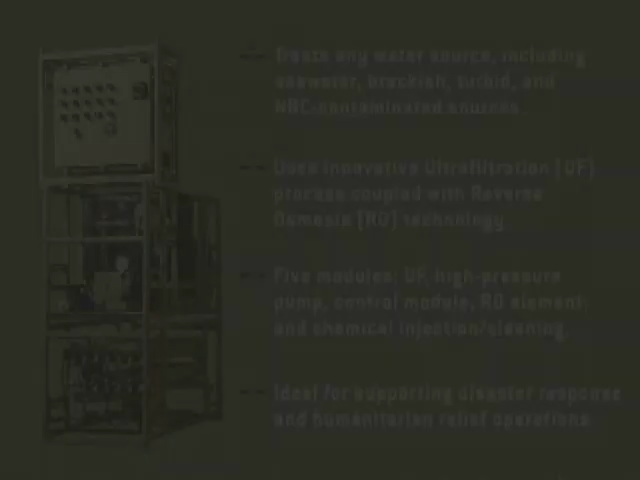 Treats any water source, including
seawater, brackish, turbid, and
NBC-contaminated sources
Uses innovative Ultrafiltration (UF)
process coupled with Reverse
Osmosis (RO) technology
Five modules: UF, high-pressure
pump, control module, RO element,
and chemical injection/cleaning
Ideal for supporting disaster response
and humanitarian relief operations